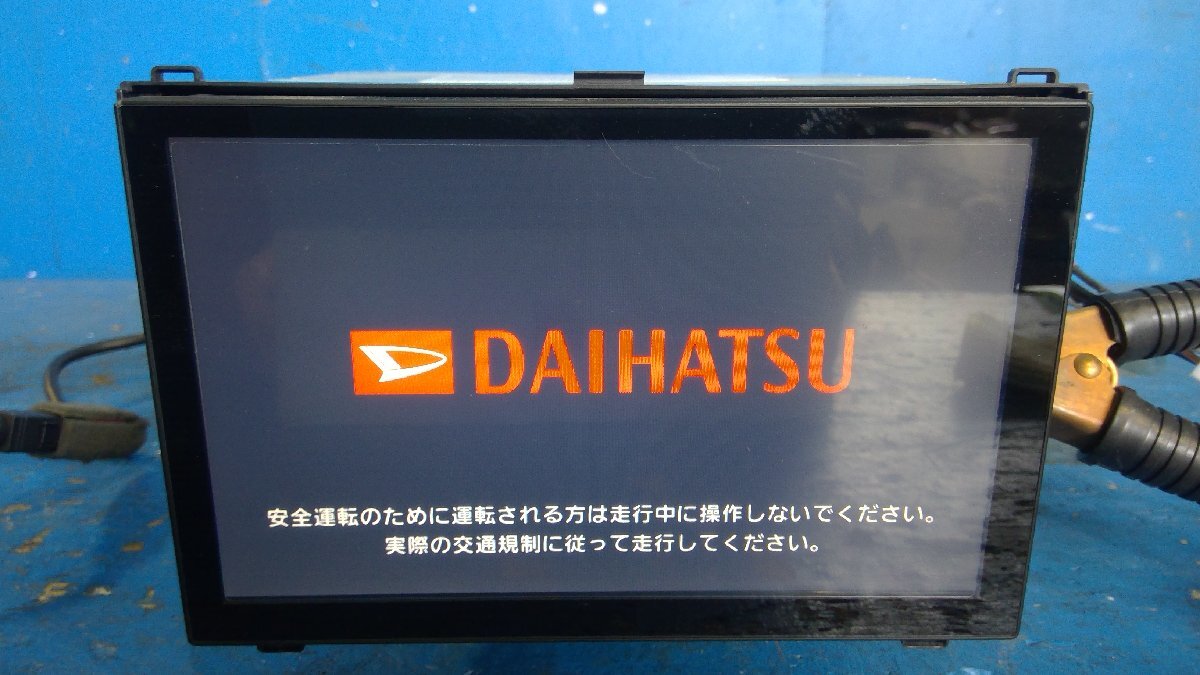 DAIHATSU
安全運転のために運転される方は走行中に操作しないでください。
実際の交通規制に従って走行してください。